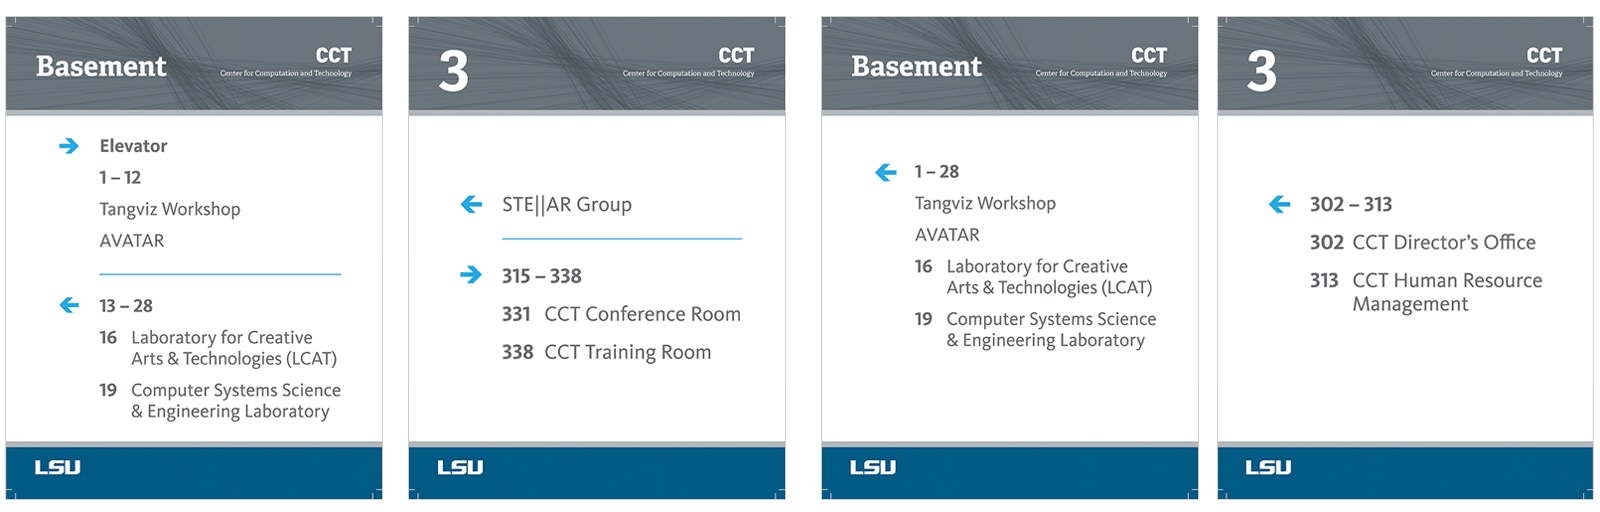 Basement
CCT
Center for Computation and Technology
→ Elevator
1 – 12
Tangviz Workshop
AVATAR
← 13 – 28
16 Laboratory for Creative
Arts & Technologies (LCAT)
19 Computer Systems Science
& Engineering Laboratory
LSU
3
CCT
Center for Computation and Technology
← STE||AR Group
→ 315 – 338
331 CCT Conference Room
338 CCT Training Room
LSU
Basement
CCT
Center for Computation and Technology
← 1 – 28
Tangviz Workshop
AVATAR
16 Laboratory for Creative
Arts & Technologies (LCAT)
19 Computer Systems Science
& Engineering Laboratory
LSU
3
CCT
Center for Computation and Technology
← 302 – 313
302 CCT Director's Office
313 CCT Human Resource
Management
LSU